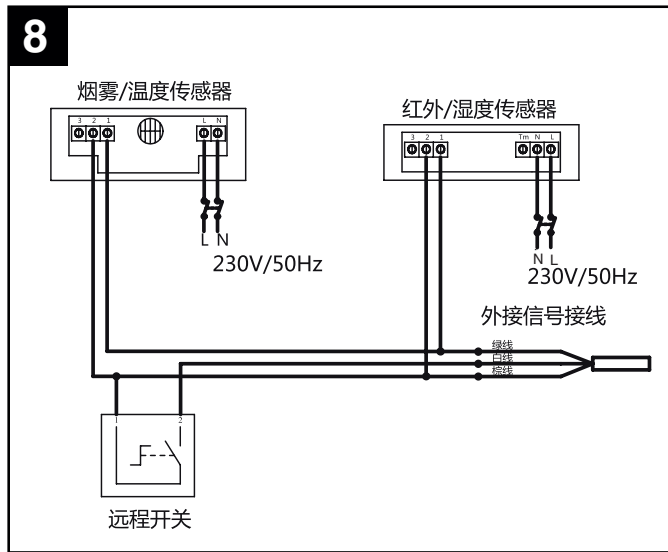 8
烟雾/温度传感器
红外/湿度传感器
3 2 1
L N
3 2 1
Tm N L
L N
230V/50Hz
N L
230V/50Hz
外接信号接线
绿线
白线
棕线
1 2
远程开关